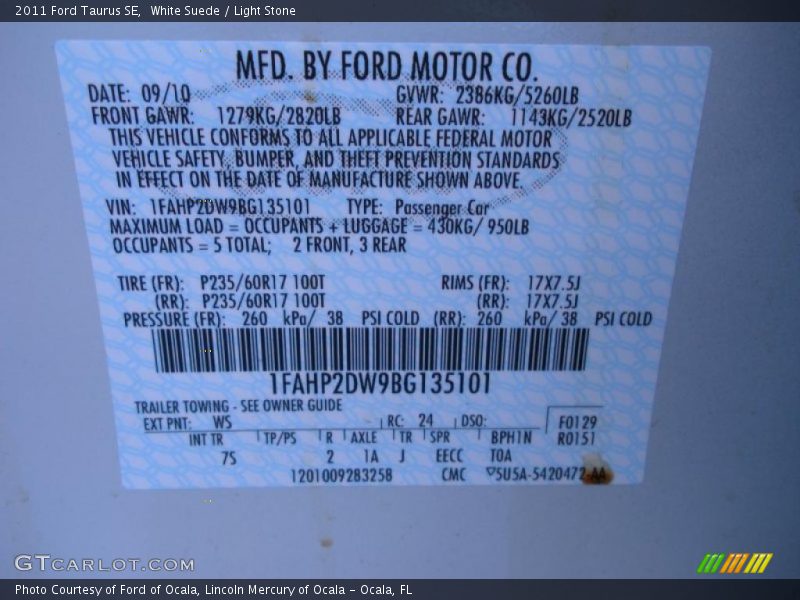 2011 Ford Taurus SE, White Suede / Light Stone
MFD. BY FORD MOTOR CO.
DATE: 09/10 GVWR: 2386KG/5260LB
FRONT GAWR: 1279KG/2820LB REAR GAWR: 1143KG/2520LB
THIS VEHICLE CONFORMS TO ALL APPLICABLE FEDERAL MOTOR
VEHICLE SAFETY, BUMPER, AND THEFT PREVENTION STANDARDS
IN EFFECT ON THE DATE OF MANUFACTURE SHOWN ABOVE.
VIN: 1FAHP2DW9BG135101 TYPE: Passenger Car
MAXIMUM LOAD = OCCUPANTS + LUGGAGE = 430KG/ 950LB
OCCUPANTS = 5 TOTAL; 2 FRONT, 3 REAR
TIRE (FR): P235/60R17 100T RIMS (FR): 17X7.5J
(RR): P235/60R17 100T (RR): 17X7.5J
PRESSURE (FR): 260 kPa/ 38 PSI COLD (RR): 260 kPa/ 38 PSI COLD
1FAHP2DW9BG135101
TRAILER TOWING - SEE OWNER GUIDE
EXT PNT: WS RC: 24 DSO: F0129
INT TR TP/PS R AXLE TR SPR BPH1N R0151
7S 2 1A J EECC TOA
1201009283258 CMC ▽5U5A-5420472-AA
GTCARLOT.COM
Photo Courtesy of Ford of Ocala, Lincoln Mercury of Ocala – Ocala, FL